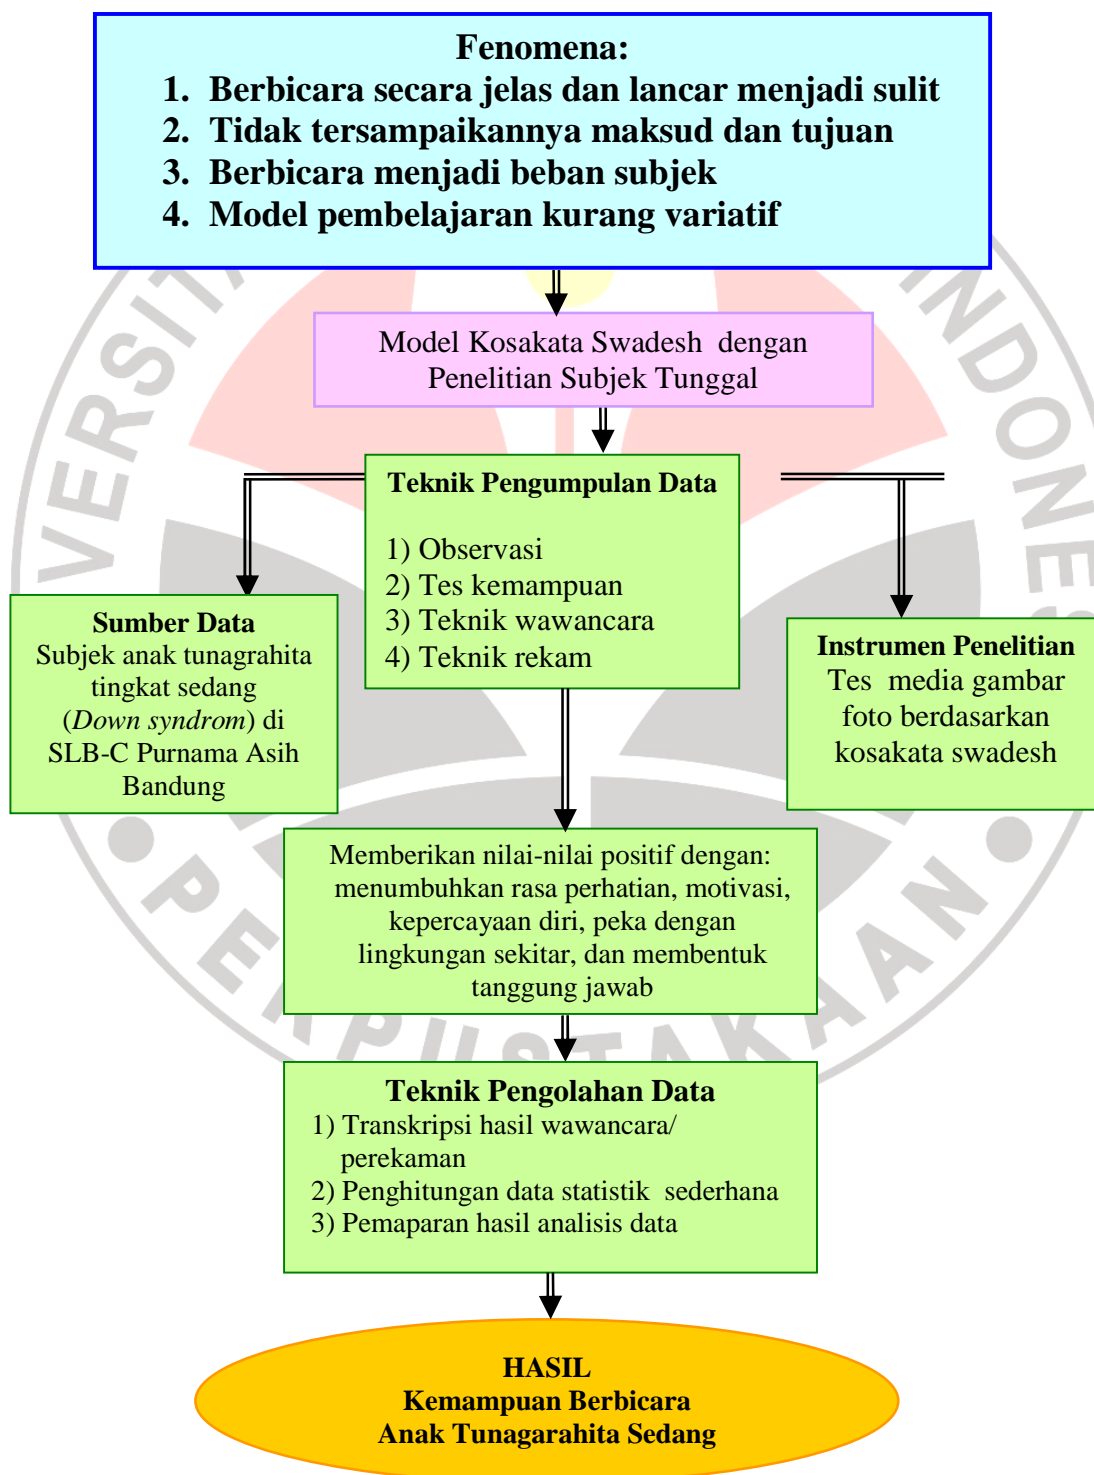 Fenomena:
1. Berbicara secara jelas dan lancar menjadi sulit
2. Tidak tersampaikannya maksud dan tujuan
3. Berbicara menjadi beban subjek
4. Model pembelajaran kurang variatif
Model Kosakata Swadesh dengan
Penelitian Subjek Tunggal
Teknik Pengumpulan Data
1) Observasi
2) Tes kemampuan
3) Teknik wawancara
4) Teknik rekam
Sumber Data
Subjek anak tunagrahita
tingkat sedang
(Down syndrom) di
SLB-C Purnama Asih
Bandung
Instrumen Penelitian
Tes media gambar
foto berdasarkan
kosakata swadesh
Memberikan nilai-nilai positif dengan:
menumbuhkan rasa perhatian, motivasi,
kepercayaan diri, peka dengan
lingkungan sekitar, dan membentuk
tanggung jawab
Teknik Pengolahan Data
1) Transkripsi hasil wawancara/
perekaman
2) Penghitungan data statistik sederhana
3) Pemaparan hasil analisis data
HASIL
Kemampuan Berbicara
Anak Tunagarahita Sedang
PERPUSTAKAAN